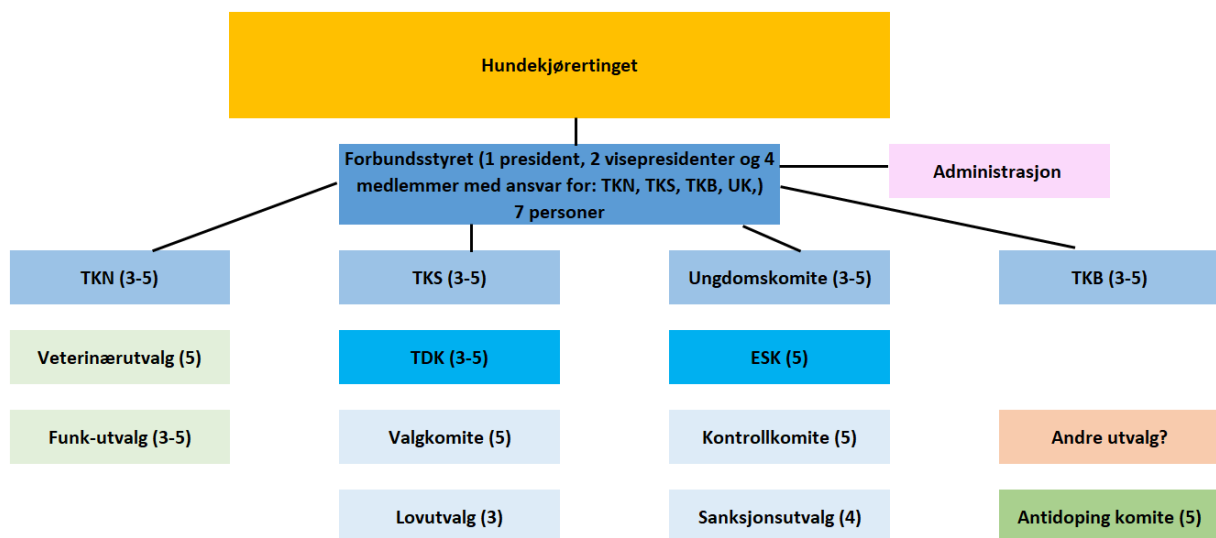 Hundekjørertinget
Forbundsstyret (1 president, 2 visepresidenter og 4
medlemmer med ansvar for: TKN, TKS, TKB, UK,)
7 personer
Administrasjon
TKN (3-5)
TKS (3-5)
Ungdomskomite (3-5)
TKB (3-5)
Veterinærutvalg (5)
TDK (3-5)
ESK (5)
Funk-utvalg (3-5)
Valgkomite (5)
Kontrollkomite (5)
Andre utvalg?
Lovutvalg (3)
Sanksjonsutvalg (4)
Antidoping komite (5)